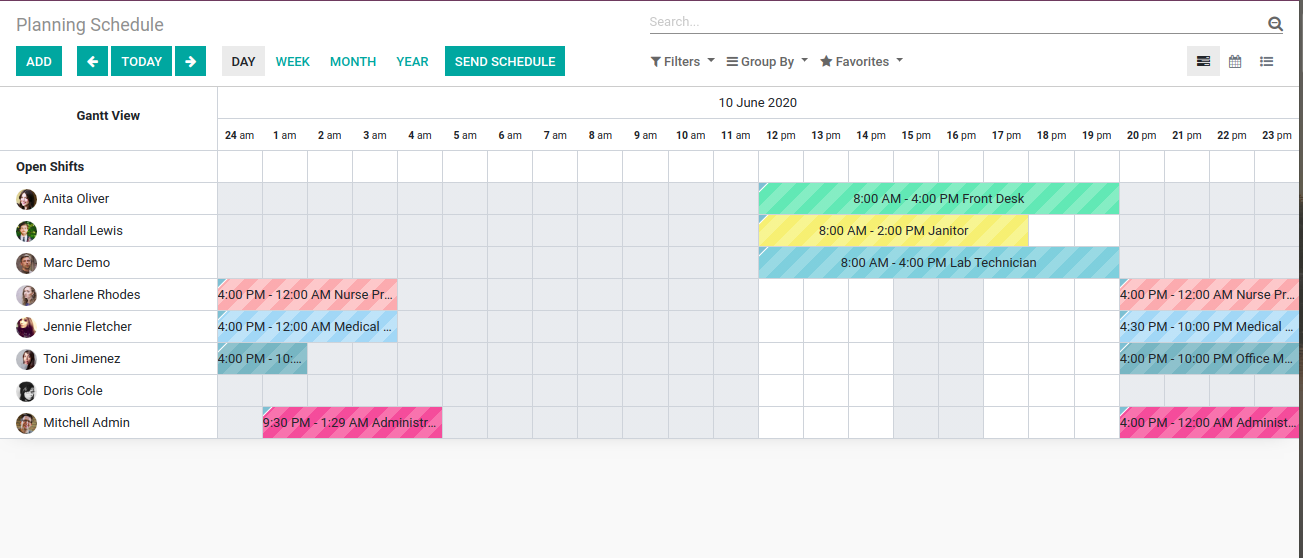 Planning Schedule
Search...
ADD TODAY DAY WEEK MONTH YEAR SEND SCHEDULE Filters Group By Favorites
Gantt View
10 June 2020
24 am 1 am 2 am 3 am 4 am 5 am 6 am 7 am 8 am 9 am 10 am 11 am 12 pm 13 pm 14 pm 15 pm 16 pm 17 pm 18 pm 19 pm 20 pm 21 pm 22 pm 23 pm
Open Shifts
Anita Oliver 8:00 AM - 4:00 PM Front Desk
Randall Lewis 8:00 AM - 2:00 PM Janitor
Marc Demo 8:00 AM - 4:00 PM Lab Technician
Sharlene Rhodes 4:00 PM - 12:00 AM Nurse Pr... 4:00 PM - 12:00 AM Nurse Pr...
Jennie Fletcher 4:00 PM - 12:00 AM Medical ... 4:30 PM - 10:00 PM Medical ...
Toni Jimenez 4:00 PM - 10:... 4:00 PM - 10:00 PM Office M...
Doris Cole
Mitchell Admin 9:30 PM - 1:29 AM Administr... 4:00 PM - 12:00 AM Administ...